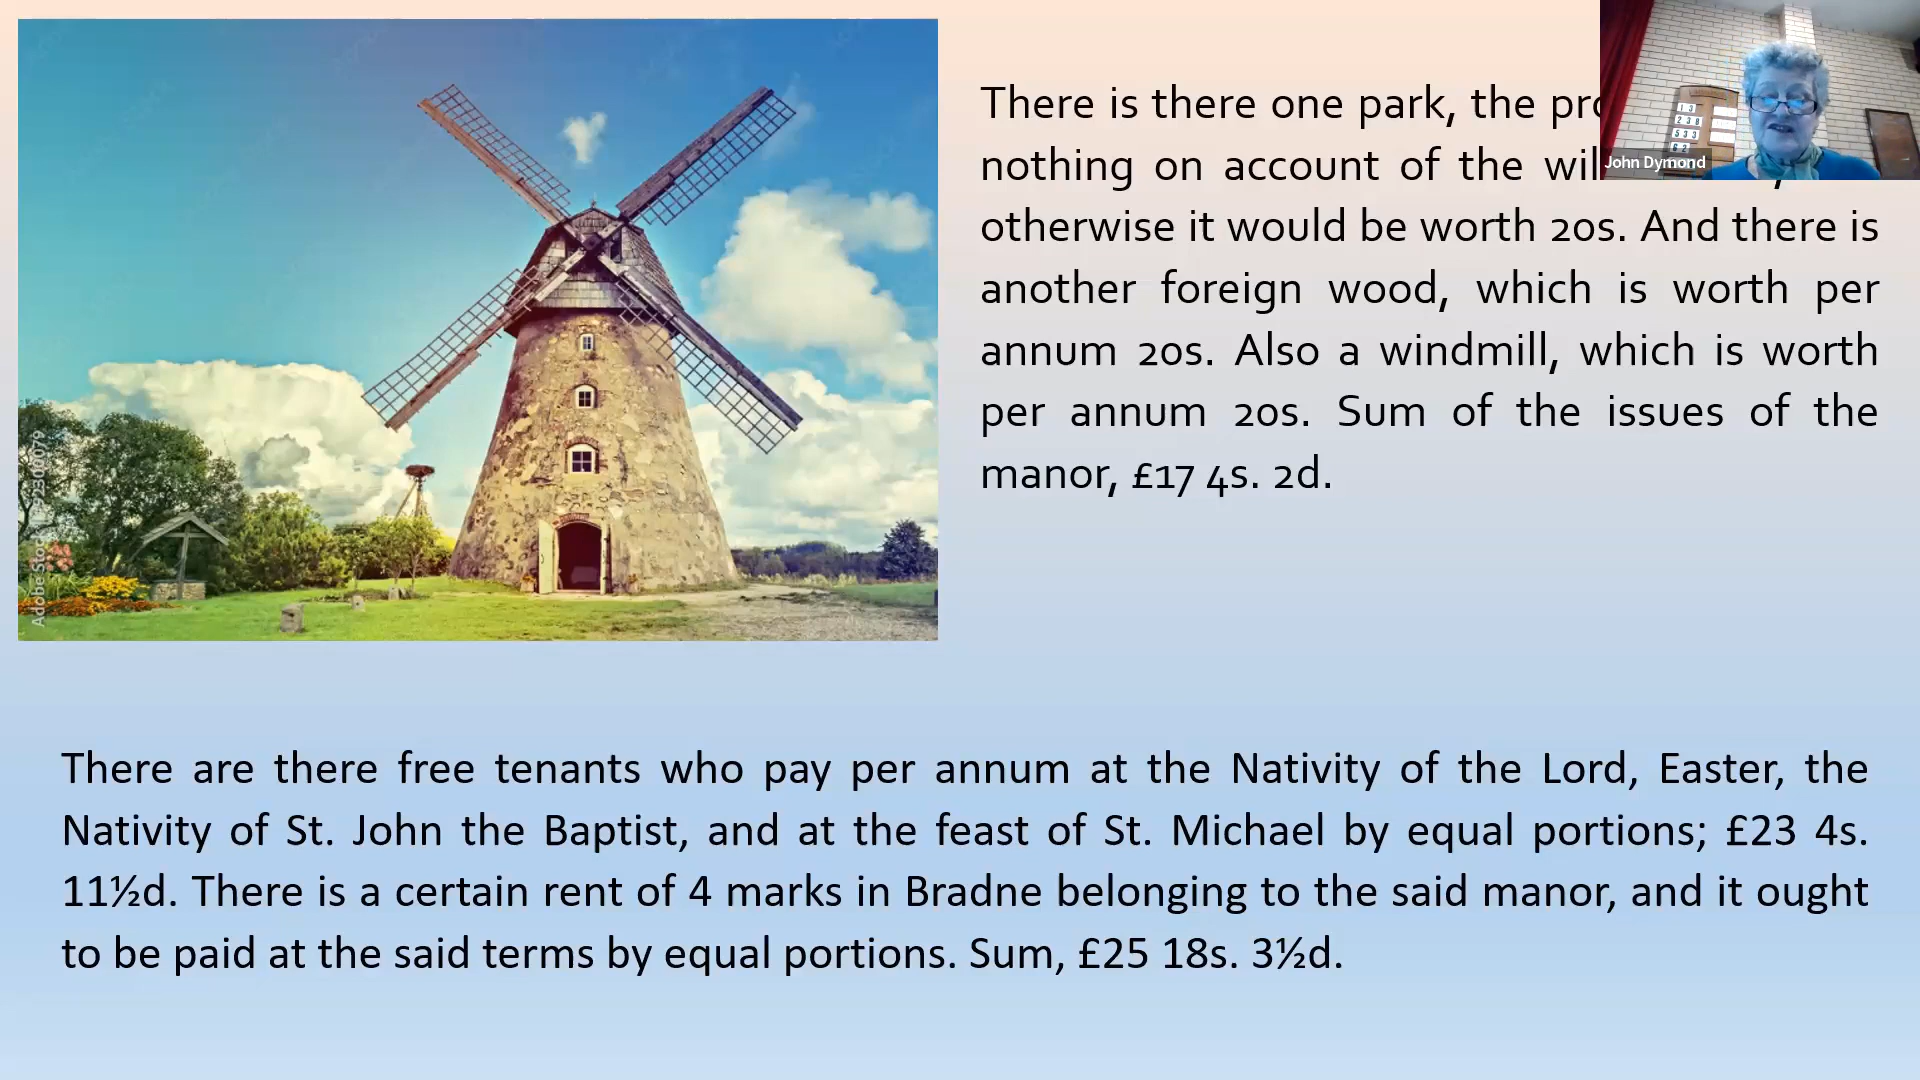 There is there one park, the
nothing on account of the
otherwise it would be worth 20s. And there is
another foreign wood, which is worth per
annum 20s. Also a windmill, which is worth
per annum 20s. Sum of the issues of the
manor, £17 4s. 2d.
John Dymond
13
238
533
There are there free tenants who pay per annum at the Nativity of the Lord, Easter, the
Nativity of St. John the Baptist, and at the feast of St. Michael by equal portions; £23 4s.
11½d. There is a certain rent of 4 marks in Bradne belonging to the said manor, and it ought
to be paid at the said terms by equal portions. Sum, £25 18s. 3½d.